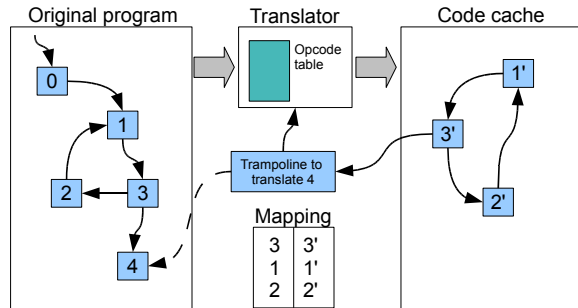 Original program
Translator
Code cache
0
1
2
3
4
Opcode
table
Trampoline to
translate 4
1'
3'
2'
Mapping
3 3'
1 1'
2 2'